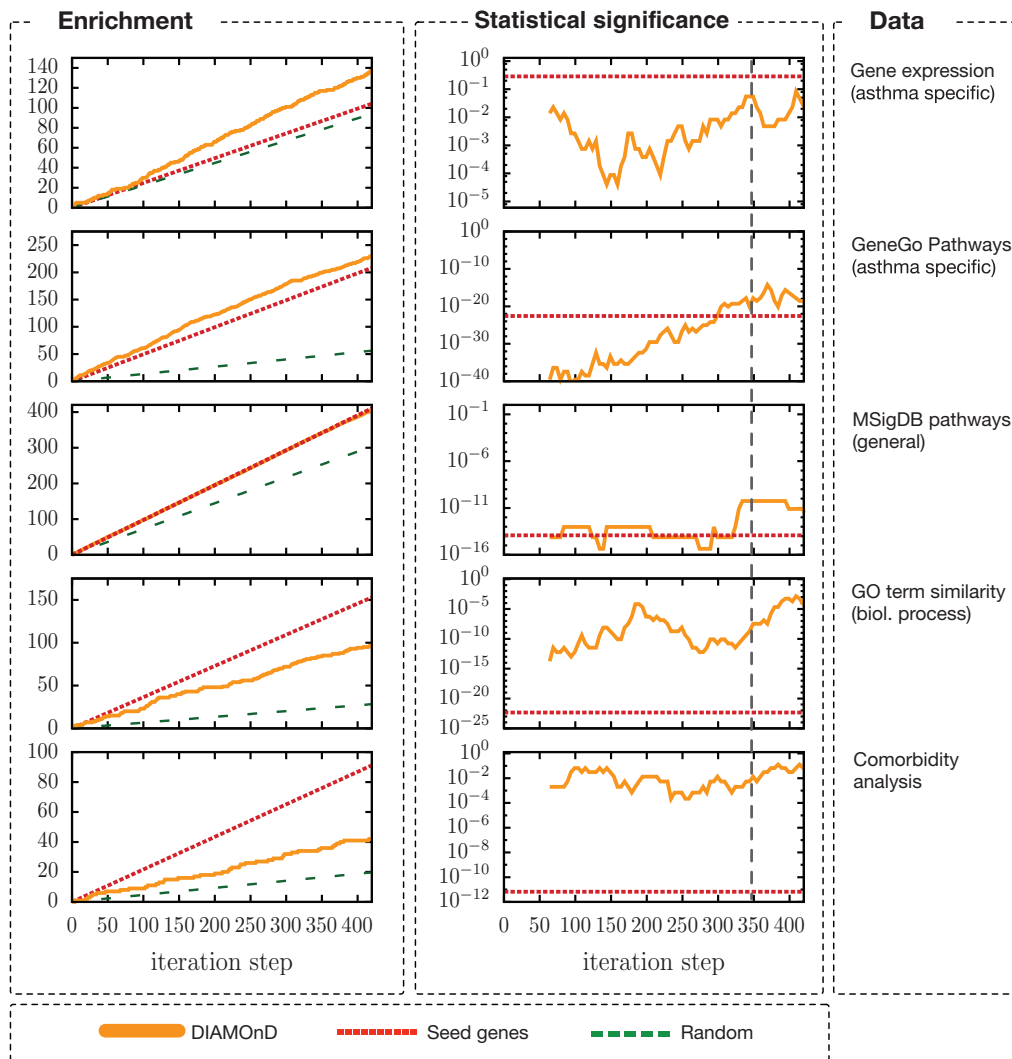 Enrichment
Statistical significance
Data
140
120
100
80
60
40
20
0
10^0
10^-1
10^-2
10^-3
10^-4
10^-5
Gene expression
(asthma specific)
250
200
150
100
50
0
10^0
10^-10
10^-20
10^-30
10^-40
GeneGo Pathways
(asthma specific)
400
300
200
100
0
10^-1
10^-6
10^-11
10^-16
MSigDB pathways
(general)
150
100
50
0
10^0
10^-5
10^-10
10^-15
10^-20
10^-25
GO term similarity
(biol. process)
100
80
60
40
20
0
10^0
10^-2
10^-4
10^-6
10^-8
10^-10
10^-12
Comorbidity
analysis
0 50 100 150 200 250 300 350 400
0 50 100 150 200 250 300 350 400
iteration step
iteration step
DIAMOnD
Seed genes
Random